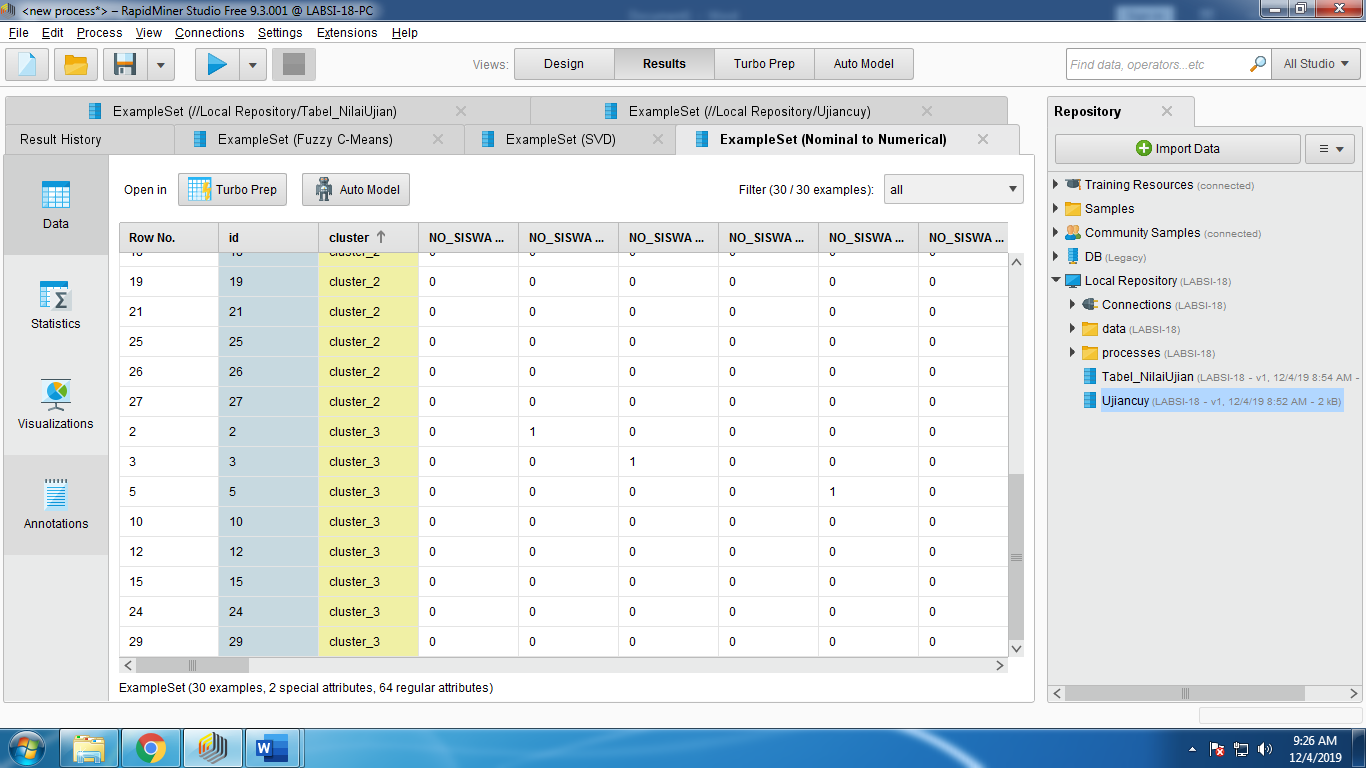 <new process*> – RapidMiner Studio Free 9.3.001 @ LABSI-18-PC
File Edit Process View Connections Settings Extensions Help
Views: Design Results Turbo Prep Auto Model Find data, operators...etc All Studio
ExampleSet (//Local Repository/Tabel_NilaiUjian) ExampleSet (//Local Repository/Ujiancuy)
Result History ExampleSet (Fuzzy C-Means) ExampleSet (SVD) ExampleSet (Nominal to Numerical)
Data
Statistics
Visualizations
Annotations
Open in Turbo Prep Auto Model Filter (30 / 30 examples): all
Row No. id cluster NO_SISWA ... NO_SISWA ... NO_SISWA ... NO_SISWA ... NO_SISWA ... NO_SISWA ...
18 18 cluster_2 0 0 0 0 0 0
19 19 cluster_2 0 0 0 0 0 0
21 21 cluster_2 0 0 0 0 0 0
25 25 cluster_2 0 0 0 0 0 0
26 26 cluster_2 0 0 0 0 0 0
27 27 cluster_2 0 0 0 0 0 0
2 2 cluster_3 0 1 0 0 0 0
3 3 cluster_3 0 0 1 0 0 0
5 5 cluster_3 0 0 0 0 1 0
10 10 cluster_3 0 0 0 0 0 0
12 12 cluster_3 0 0 0 0 0 0
15 15 cluster_3 0 0 0 0 0 0
24 24 cluster_3 0 0 0 0 0 0
29 29 cluster_3 0 0 0 0 0 0
ExampleSet (30 examples, 2 special attributes, 64 regular attributes)
Repository
Import Data
Training Resources (connected)
Samples
Community Samples (connected)
DB (Legacy)
Local Repository (LABSI-18)
Connections (LABSI-18)
data (LABSI-18)
processes (LABSI-18)
Tabel_NilaiUjian (LABSI-18 - v1, 12/4/19 8:54 AM -
Ujiancuy (LABSI-18 - v1, 12/4/19 8:52 AM - 2 kB)
9:26 AM
12/4/2019